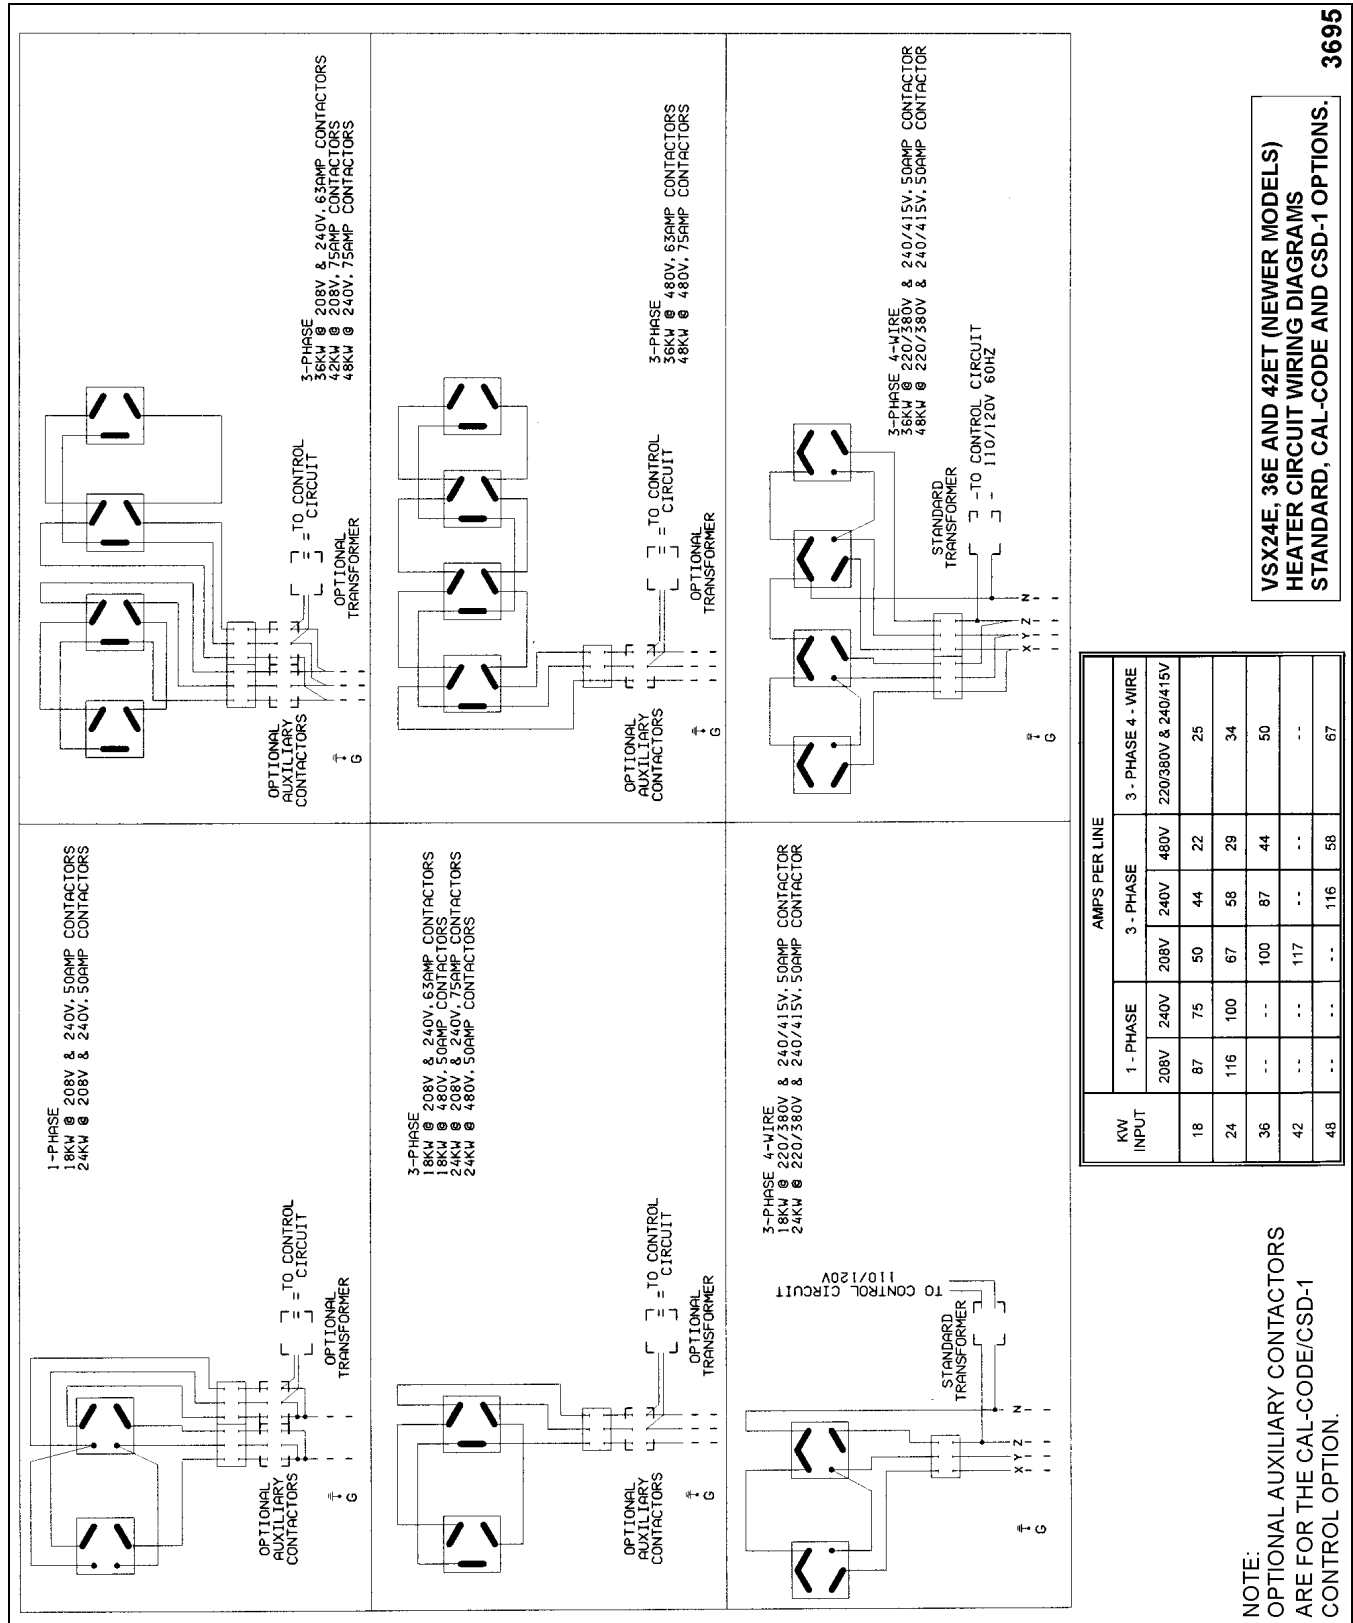 1-PHASE
18KW @ 208V & 240V, 50AMP CONTACTORS
24KW @ 208V & 240V, 50AMP CONTACTORS
OPTIONAL
AUXILIARY
CONTACTORS
G
= TO CONTROL
= CIRCUIT
OPTIONAL
TRANSFORMER
3-PHASE
36KW @ 208V & 240V, 63AMP CONTACTORS
42KW @ 208V, 75AMP CONTACTORS
48KW @ 240V, 75AMP CONTACTORS
OPTIONAL
AUXILIARY
CONTACTORS
G
= TO CONTROL
= CIRCUIT
OPTIONAL
TRANSFORMER
3-PHASE
18KW @ 208V & 240V, 63AMP CONTACTORS
18KW @ 480V, 50AMP CONTACTORS
24KW @ 208V & 240V, 75AMP CONTACTORS
24KW @ 480V, 50AMP CONTACTORS
OPTIONAL
AUXILIARY
CONTACTORS
G
= TO CONTROL
= CIRCUIT
OPTIONAL
TRANSFORMER
3-PHASE
36KW @ 480V, 63AMP CONTACTORS
48KW @ 480V, 75AMP CONTACTORS
OPTIONAL
AUXILIARY
CONTACTORS
G
= TO CONTROL
= CIRCUIT
OPTIONAL
TRANSFORMER
3-PHASE 4-WIRE
18KW @ 220/380V & 240/415V, 50AMP CONTACTOR
24KW @ 220/380V & 240/415V, 50AMP CONTACTOR
TO CONTROL CIRCUIT
110/120V
STANDARD
TRANSFORMER
X Y Z N
G
3-PHASE 4-WIRE
36KW @ 220/380V & 240/415V, 50AMP CONTACTOR
48KW @ 220/380V & 240/415V, 50AMP CONTACTOR
STANDARD
TRANSFORMER
-TO CONTROL CIRCUIT
- 110/120V 60HZ
X Y Z N
G
KW INPUT AMPS PER LINE
1 - PHASE 3 - PHASE 3 - PHASE 4 - WIRE
208V 240V 208V 240V 480V 220/380V & 240/415V
18 87 75 50 44 22 25
24 116 100 67 58 29 34
36 -- -- 100 87 44 50
42 -- -- 117 -- -- --
48 -- -- -- 116 58 67
NOTE:
OPTIONAL AUXILIARY CONTACTORS
ARE FOR THE CAL-CODE/CSD-1
CONTROL OPTION.
VSX24E, 36E AND 42ET (NEWER MODELS)
HEATER CIRCUIT WIRING DIAGRAMS
STANDARD, CAL-CODE AND CSD-1 OPTIONS.
3695